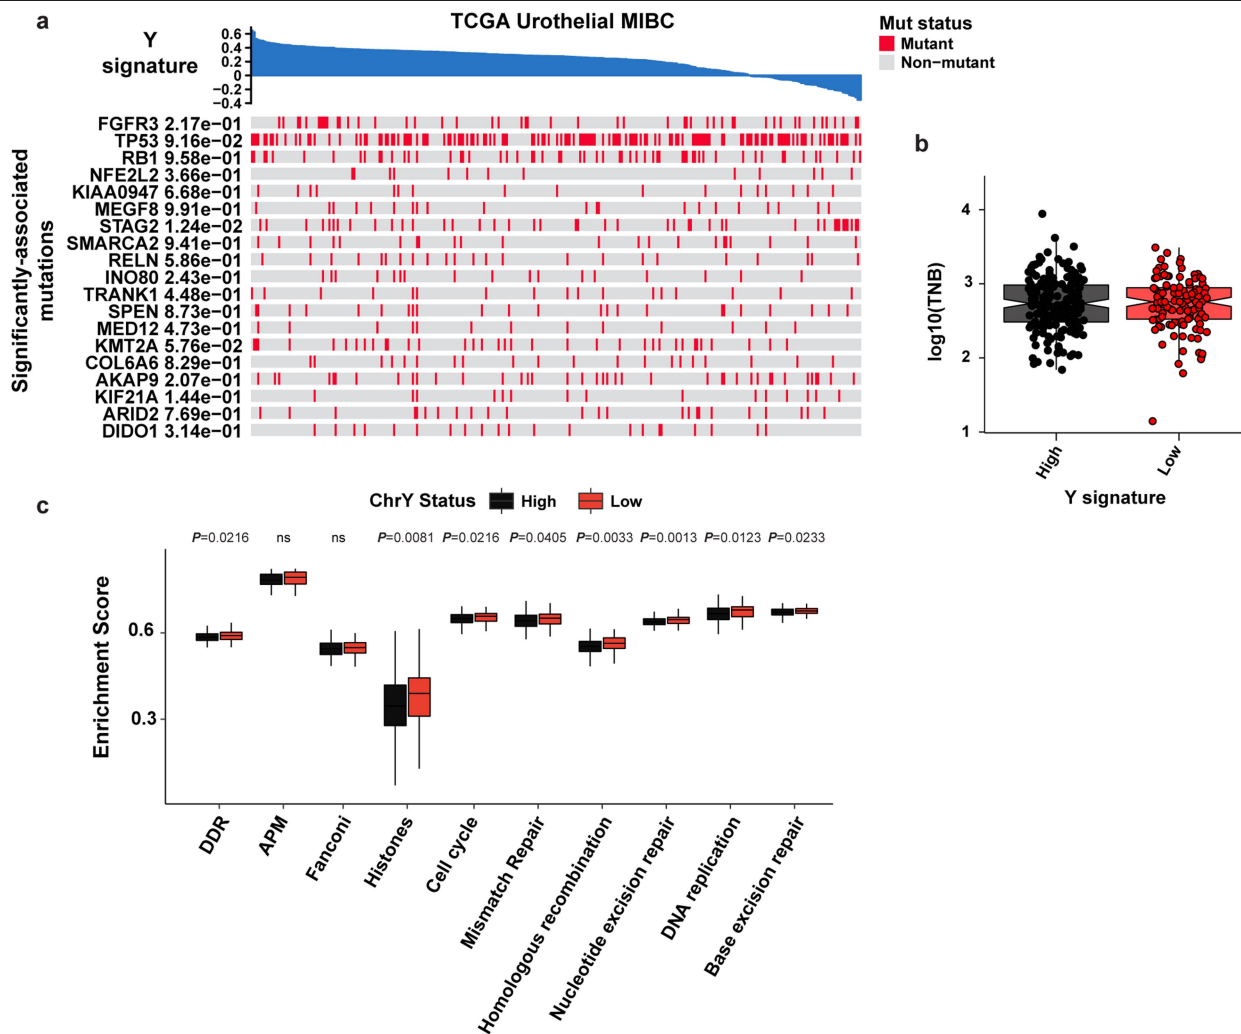 a
TCGA Urothelial MIBC
Y
signature
0.6
0.4
0.2
0
−0.2
−0.4
Mut status
Mutant
Non−mutant
Significantly-associated
mutations
FGFR3 2.17e−01
TP53 9.16e−02
RB1 9.58e−01
NFE2L2 3.66e−01
KIAA0947 6.68e−01
MEGF8 9.91e−01
STAG2 1.24e−02
SMARCA2 9.41e−01
RELN 5.86e−01
INO80 2.43e−01
TRANK1 4.48e−01
SPEN 8.73e−01
MED12 4.73e−01
KMT2A 5.76e−02
COL6A6 8.29e−01
AKAP9 2.07e−01
KIF21A 1.44e−01
ARID2 7.69e−01
DIDO1 3.14e−01
b
log10(TNB)
4
3
2
1
High
Low
Y signature
c
ChrY Status
High
Low
P=0.0216
ns
ns
P=0.0081
P=0.0216
P=0.0405
P=0.0033
P=0.0013
P=0.0123
P=0.0233
Enrichment Score
0.6
0.3
DDR
APM
Fanconi
Histones
Cell cycle
Mismatch Repair
Homologous recombination
Nucleotide excision repair
DNA replication
Base excision repair